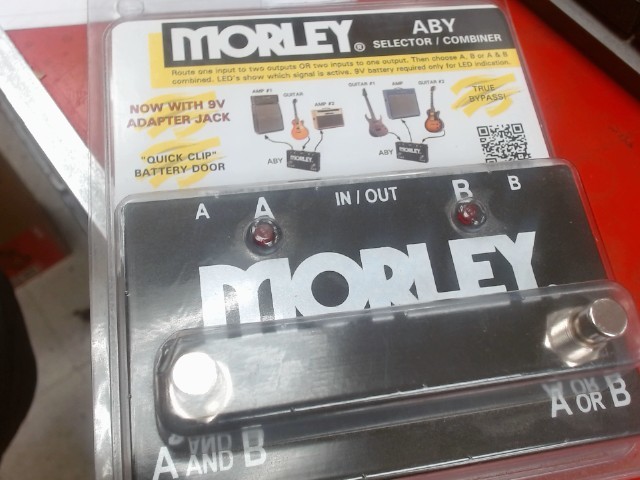 MORLEY®
ABY
SELECTOR / COMBINER
Route one input to two outputs OR two inputs to one output. Then choose A, B or A & B
combined. LED's show which signal is active. 9V battery required only for LED indication.
NOW WITH 9V
ADAPTER JACK
"QUICK CLIP"
BATTERY DOOR
AMP #1
GUITAR
AMP #2
GUITAR #1
AMP
GUITAR #2
TRUE
BYPASS!
ABY
MORLEY
ABY
MORLEY
A
A
IN / OUT
B
B
MORLEY.
A AND B
A OR B